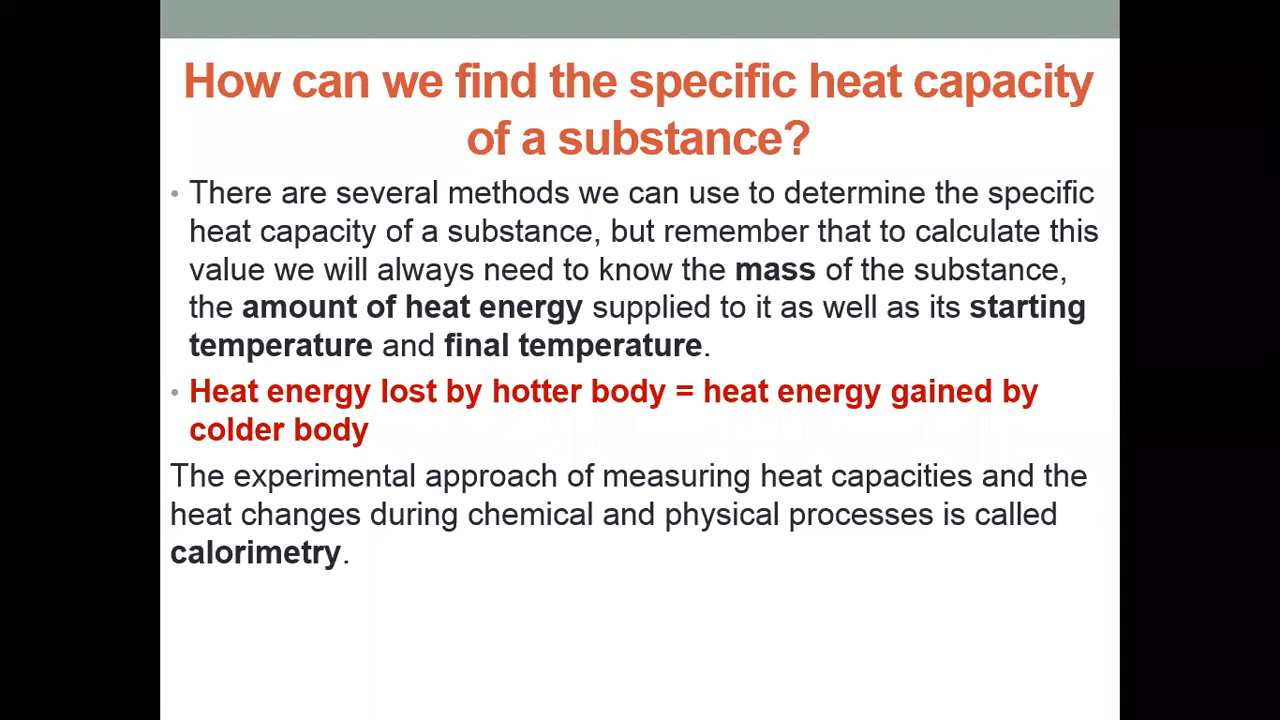 How can we find the specific heat capacity
of a substance?
• There are several methods we can use to determine the specific
heat capacity of a substance, but remember that to calculate this
value we will always need to know the mass of the substance,
the amount of heat energy supplied to it as well as its starting
temperature and final temperature.
• Heat energy lost by hotter body = heat energy gained by
colder body
The experimental approach of measuring heat capacities and the
heat changes during chemical and physical processes is called
calorimetry.